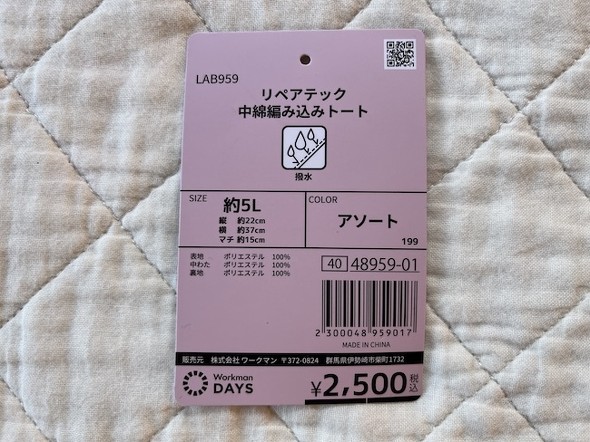 LAB959
リペアテック
中綿編み込みトート
撥水
SIZE
約5L
縦 約22cm
横 約37cm
マチ 約15cm
COLOR
アソート
199
表地 ポリエステル 100%
中わた ポリエステル 100%
裏地 ポリエステル 100%
40 48959-01
2 300048 959017
MADE IN CHINA
販売元 株式会社 ワークマン 〒372-0824 群馬県伊勢崎市柴町1732
Workman
DAYS
¥2,500税込